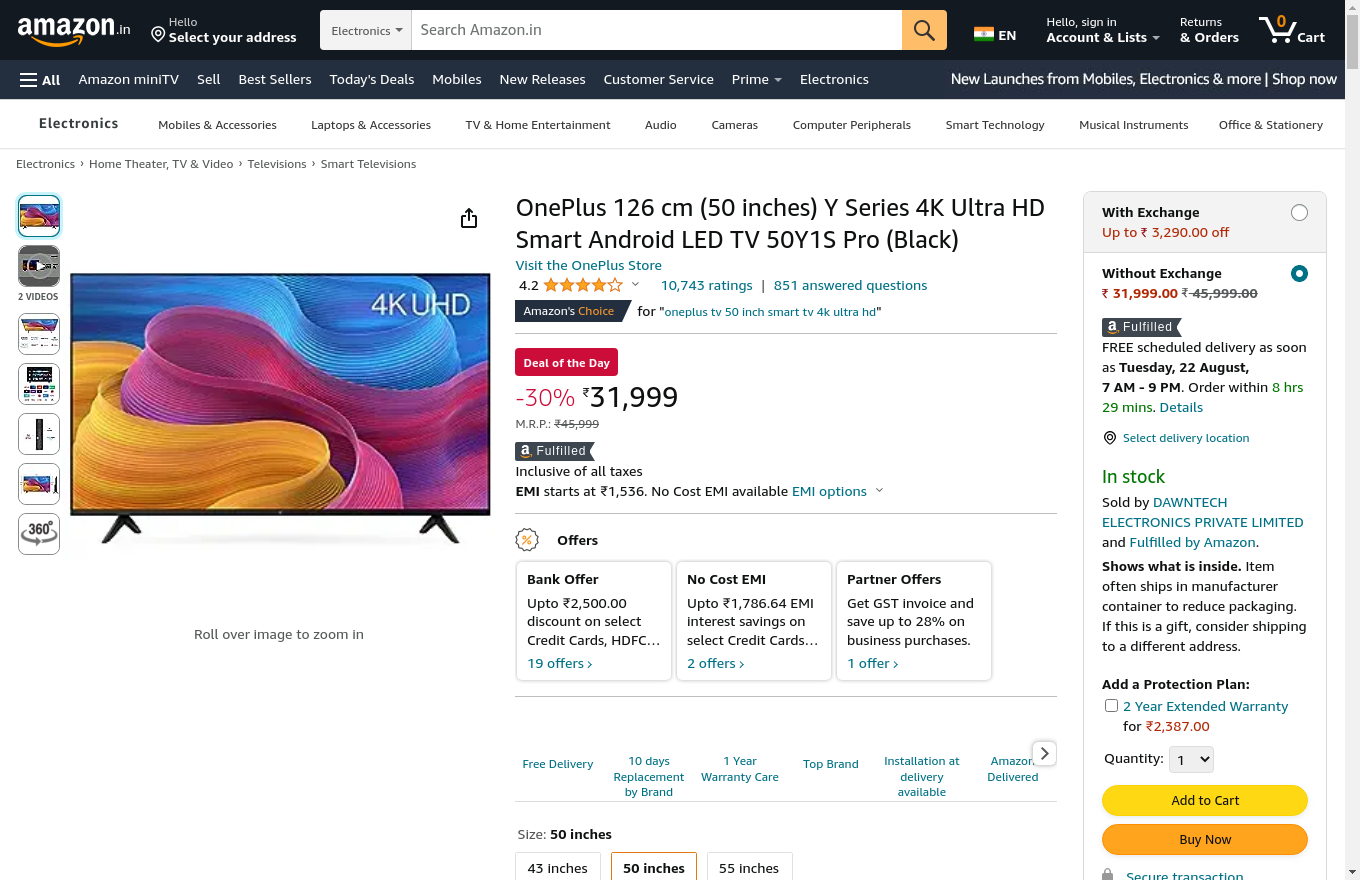 amazon.in
Hello
Select your address
Electronics
Search Amazon.in
EN
Hello, sign in
Account & Lists
Returns
& Orders
0
Cart
All
Amazon miniTV
Sell
Best Sellers
Today's Deals
Mobiles
New Releases
Customer Service
Prime
Electronics
New Launches from Mobiles, Electronics & more | Shop now
Electronics
Mobiles & Accessories
Laptops & Accessories
TV & Home Entertainment
Audio
Cameras
Computer Peripherals
Smart Technology
Musical Instruments
Office & Stationery
Electronics › Home Theater, TV & Video › Televisions › Smart Televisions
2 VIDEOS
360°
4K UHD
Roll over image to zoom in
OnePlus 126 cm (50 inches) Y Series 4K Ultra HD
Smart Android LED TV 50Y1S Pro (Black)
Visit the OnePlus Store
4.2
10,743 ratings | 851 answered questions
Amazon's Choice for "oneplus tv 50 inch smart tv 4k ultra hd"
Deal of the Day
-30% ₹31,999
M.R.P.: ₹45,999
a Fulfilled
Inclusive of all taxes
EMI starts at ₹1,536. No Cost EMI available EMI options
Offers
Bank Offer
Upto ₹2,500.00
discount on select
Credit Cards, HDFC…
19 offers ›
No Cost EMI
Upto ₹1,786.64 EMI
interest savings on
select Credit Cards…
2 offers ›
Partner Offers
Get GST invoice and
save up to 28% on
business purchases.
1 offer ›
Free Delivery
10 days
Replacement
by Brand
1 Year
Warranty Care
Top Brand
Installation at
delivery
available
Amazon
Delivered
Size: 50 inches
43 inches
50 inches
55 inches
With Exchange
Up to ₹ 3,290.00 off
Without Exchange
₹ 31,999.00 ₹ 45,999.00
a Fulfilled
FREE scheduled delivery as soon
as Tuesday, 22 August,
7 AM - 9 PM. Order within 8 hrs
29 mins. Details
Select delivery location
In stock
Sold by DAWNTECH
ELECTRONICS PRIVATE LIMITED
and Fulfilled by Amazon.
Shows what is inside. Item
often ships in manufacturer
container to reduce packaging.
If this is a gift, consider shipping
to a different address.
Add a Protection Plan:
2 Year Extended Warranty
for ₹2,387.00
Quantity: 1
Add to Cart
Buy Now
Secure transaction